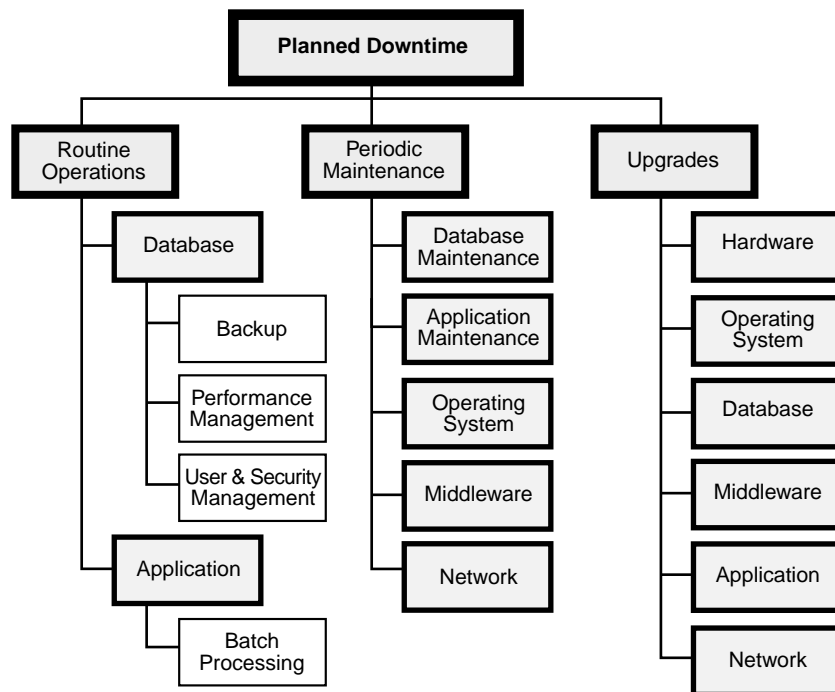 Planned Downtime
Routine
Operations
Database
Backup
Performance
Management
User & Security
Management
Application
Batch
Processing
Periodic
Maintenance
Database
Maintenance
Application
Maintenance
Operating
System
Middleware
Network
Upgrades
Hardware
Operating
System
Database
Middleware
Application
Network